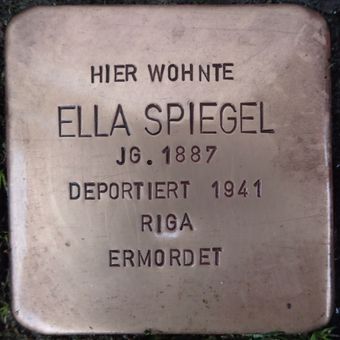 HIER WOHNTE
ELLA SPIEGEL
JG. 1887
DEPORTIERT 1941
RIGA
ERMORDET